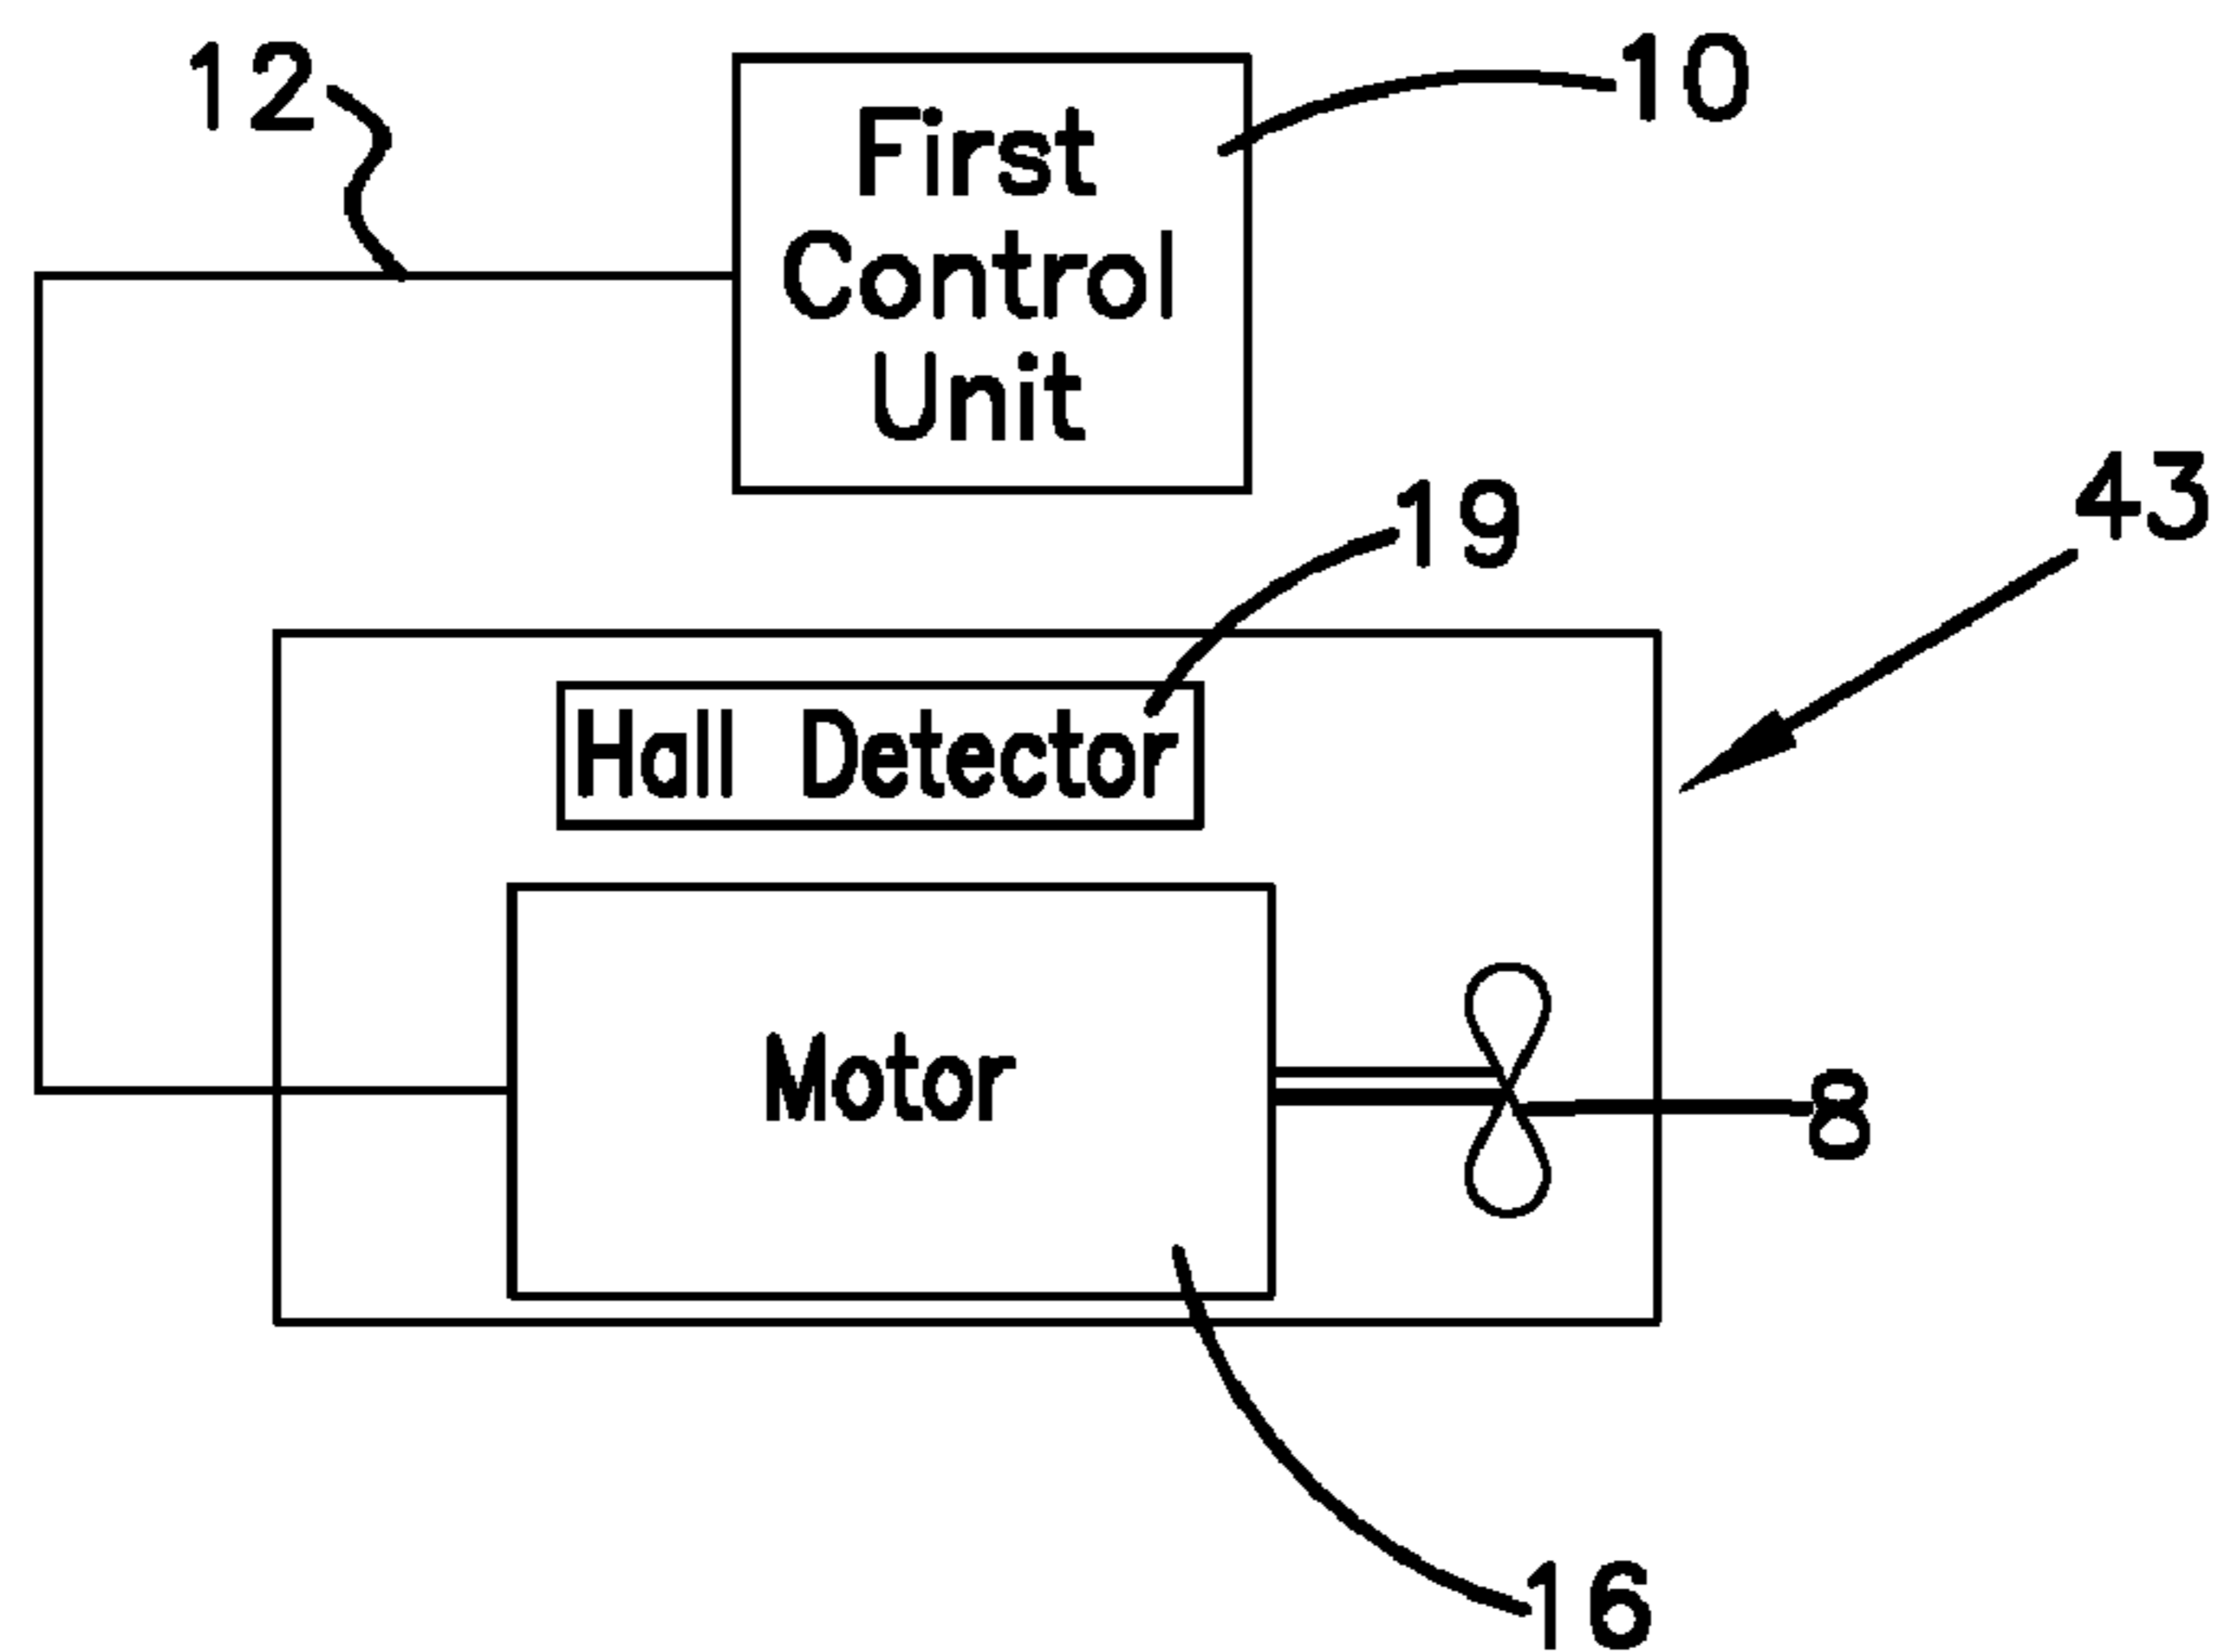 12
10
First
Control
Unit
43
19
Hall Detector
Motor
8
16